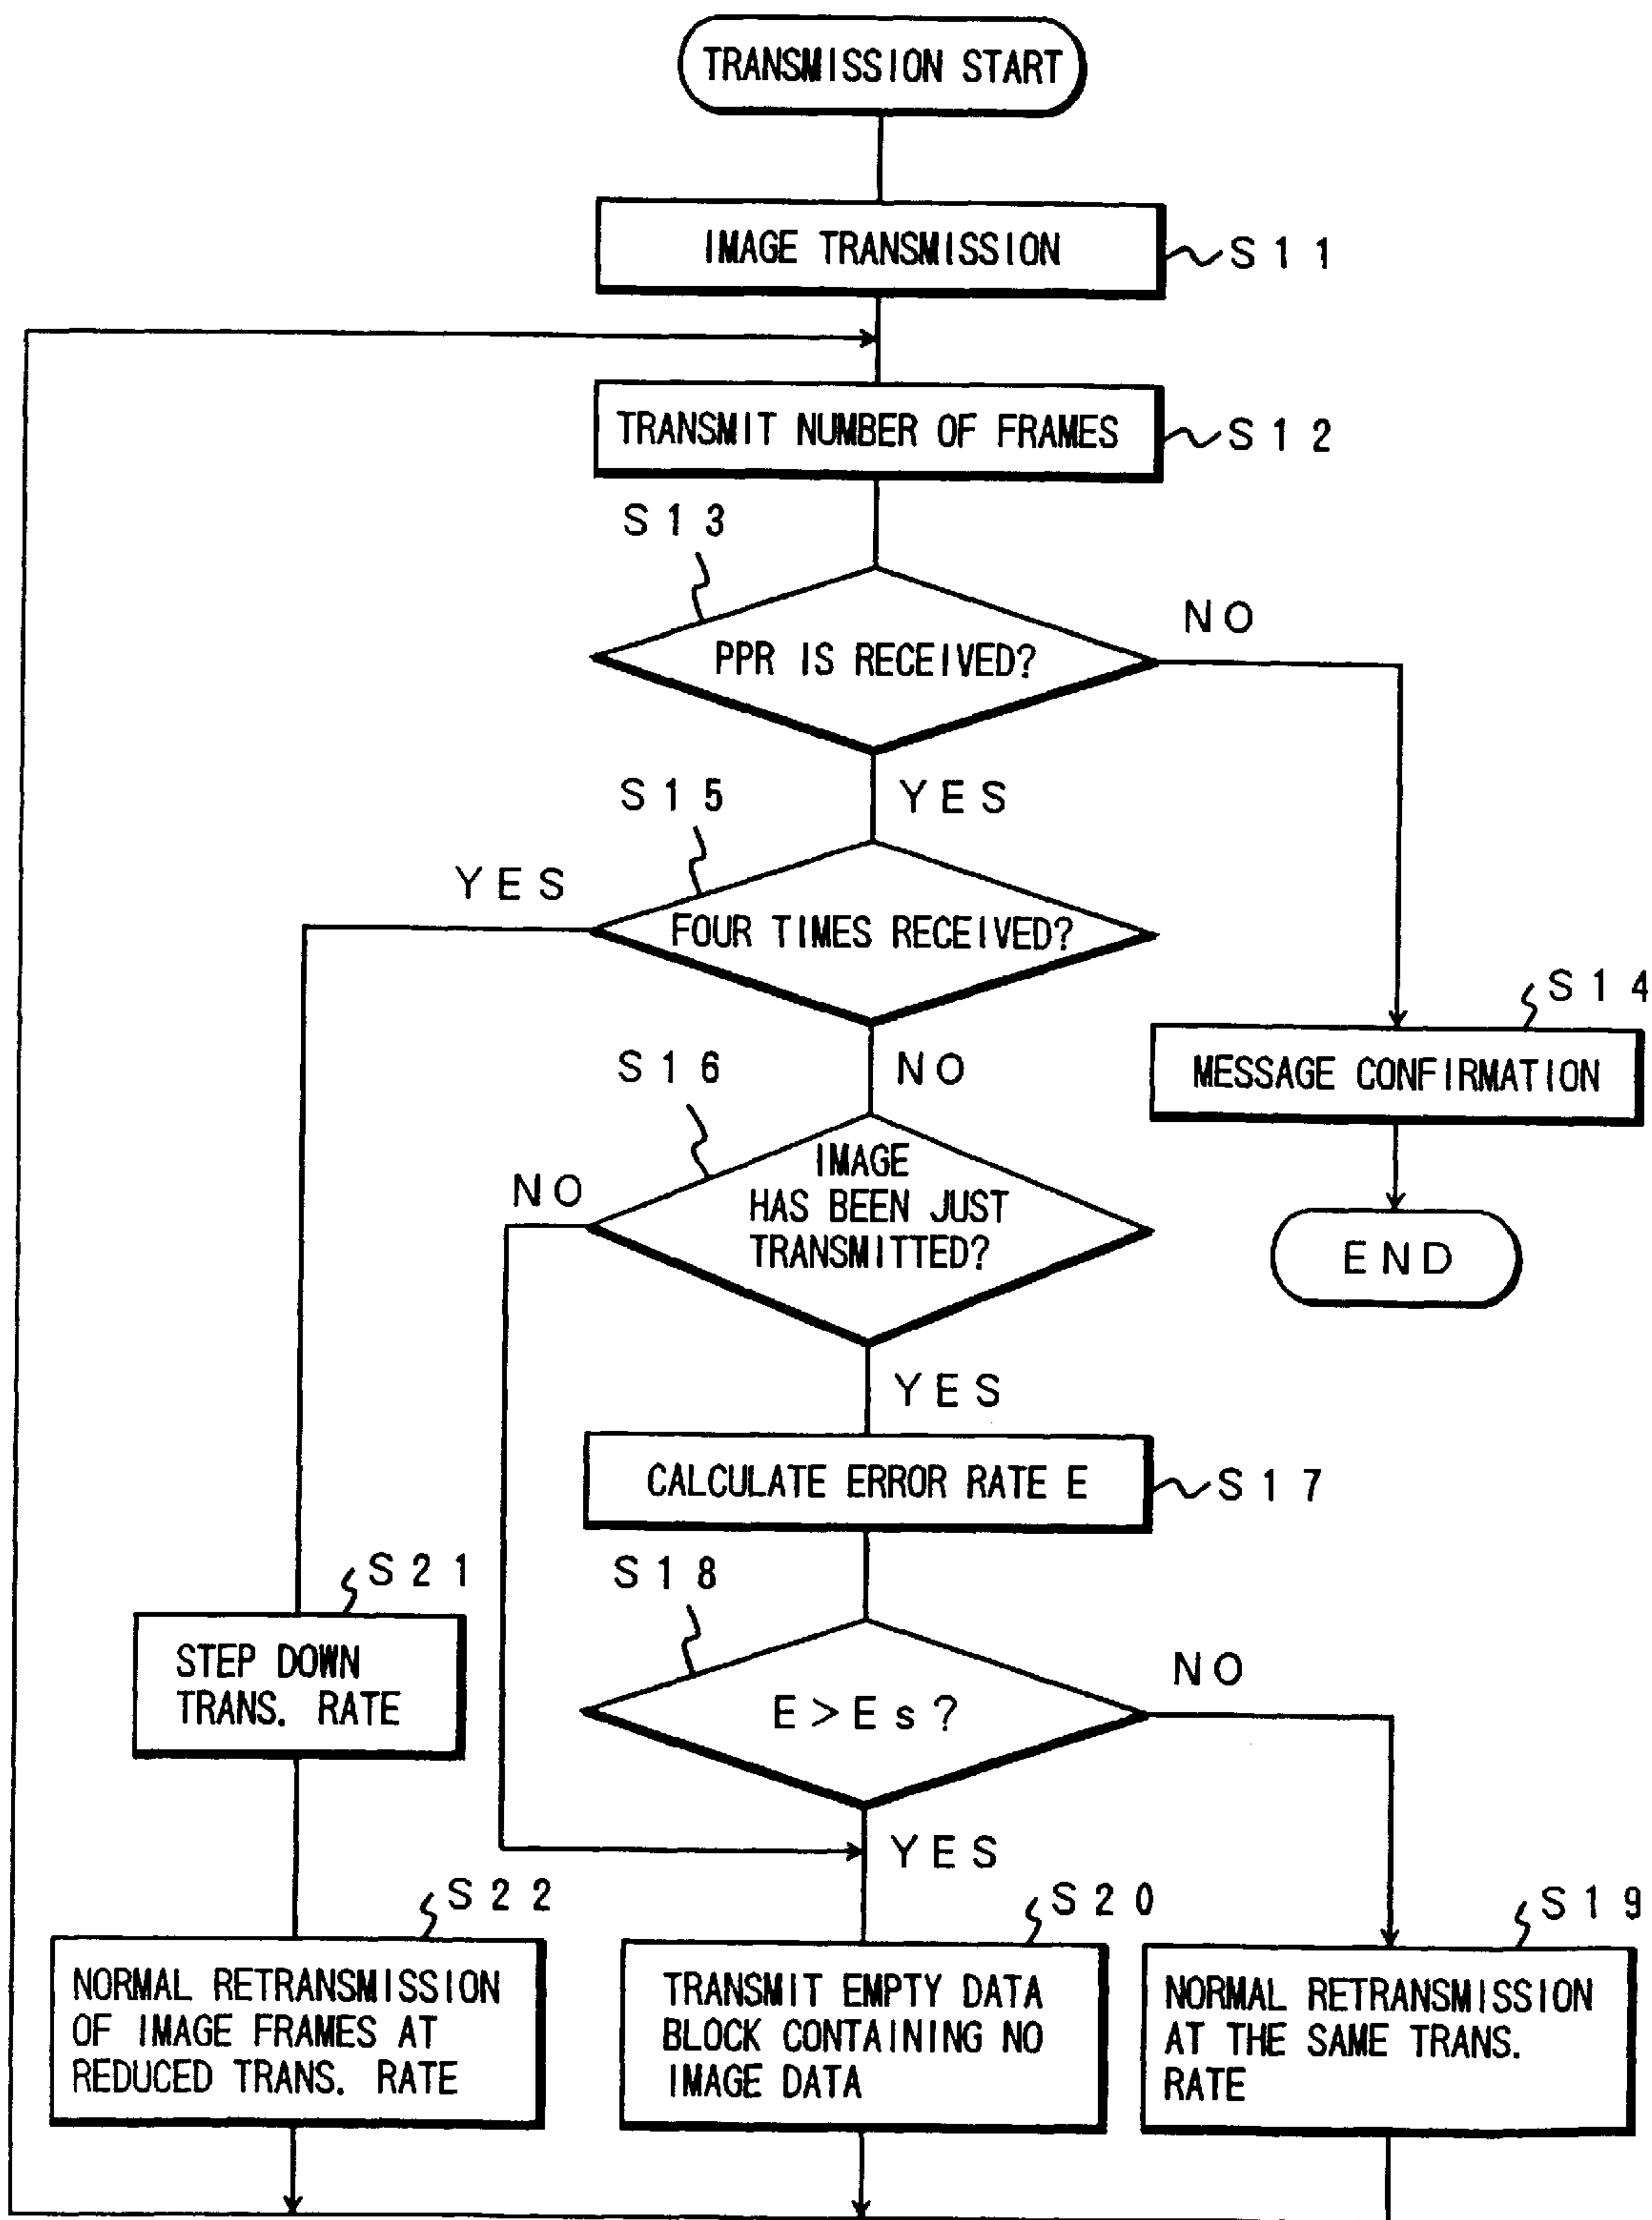 TRANSMISSION START
IMAGE TRANSMISSION
S11
TRANSMIT NUMBER OF FRAMES
S12
S13
PPR IS RECEIVED?
NO
YES
S15
YES
FOUR TIMES RECEIVED?
S14
MESSAGE CONFIRMATION
END
NO
S16
IMAGE
HAS BEEN JUST
TRANSMITTED?
NO
YES
CALCULATE ERROR RATE E
S17
S18
E>Es?
NO
YES
S21
STEP DOWN
TRANS. RATE
S22
NORMAL RETRANSMISSION
OF IMAGE FRAMES AT
REDUCED TRANS. RATE
S20
TRANSMIT EMPTY DATA
BLOCK CONTAINING NO
IMAGE DATA
S19
NORMAL RETRANSMISSION
AT THE SAME TRANS.
RATE